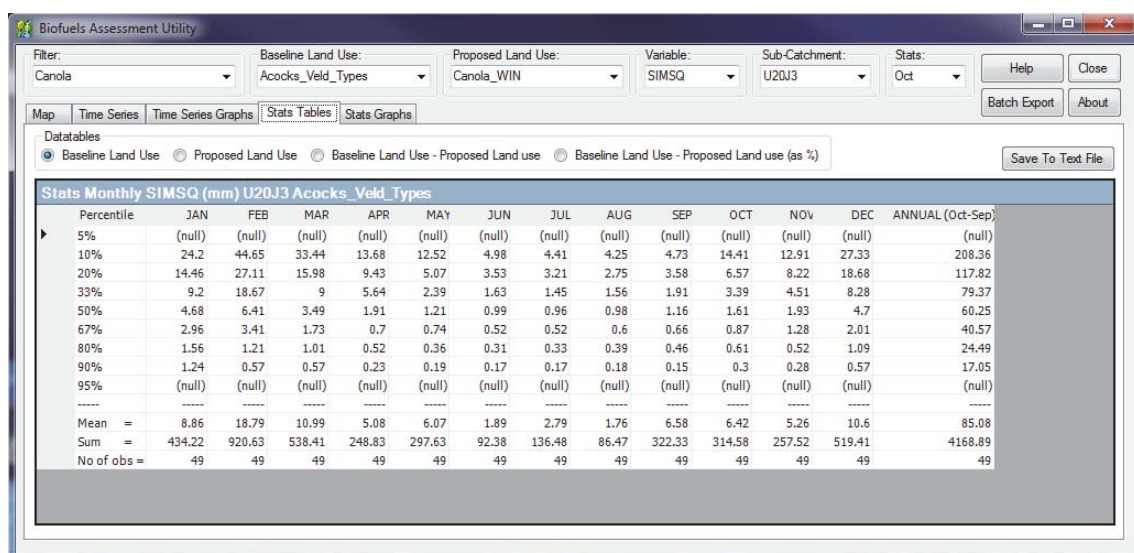 Biofuels Assessment Utility
Filter: Baseline Land Use: Proposed Land Use: Variable: Sub-Catchment: Stats:
Canola Acocks_Veld_Types Canola_WIN SIMSQ U20J3 Oct Help Close
Map Time Series Time Series Graphs Stats Tables Stats Graphs Batch Export About
Datatables
Baseline Land Use Proposed Land Use Baseline Land Use - Proposed Land use Baseline Land Use - Proposed Land use (as %) Save To Text File
Stats Monthly SIMSQ (mm) U20J3 Acocks_Veld_Types
Percentile JAN FEB MAR APR MAY JUN JUL AUG SEP OCT NOV DEC ANNUAL (Oct-Sep)
5% (null) (null) (null) (null) (null) (null) (null) (null) (null) (null) (null) (null) (null)
10% 24.2 44.65 33.44 13.68 12.52 4.98 4.41 4.25 4.73 14.41 12.91 27.33 208.36
20% 14.46 27.11 15.98 9.43 5.07 3.53 3.21 2.75 3.58 6.57 8.22 18.68 117.82
33% 9.2 18.67 9 5.64 2.39 1.63 1.45 1.56 1.91 3.39 4.51 8.28 79.37
50% 4.68 6.41 3.49 1.91 1.21 0.99 0.96 0.98 1.16 1.61 1.93 4.7 60.25
67% 2.96 3.41 1.73 0.7 0.74 0.52 0.52 0.6 0.66 0.87 1.28 2.01 40.57
80% 1.56 1.21 1.01 0.52 0.36 0.31 0.33 0.39 0.46 0.61 0.52 1.09 24.49
90% 1.24 0.57 0.57 0.23 0.19 0.17 0.17 0.18 0.15 0.3 0.28 0.57 17.05
95% (null) (null) (null) (null) (null) (null) (null) (null) (null) (null) (null) (null) (null)
----- ----- ----- ----- ----- ----- ----- ----- ----- ----- ----- ----- ----- -----
Mean = 8.86 18.79 10.99 5.08 6.07 1.89 2.79 1.76 6.58 6.42 5.26 10.6 85.08
Sum = 434.22 920.63 538.41 248.83 297.63 92.38 136.48 86.47 322.33 314.58 257.52 519.41 4168.89
No of obs = 49 49 49 49 49 49 49 49 49 49 49 49 49